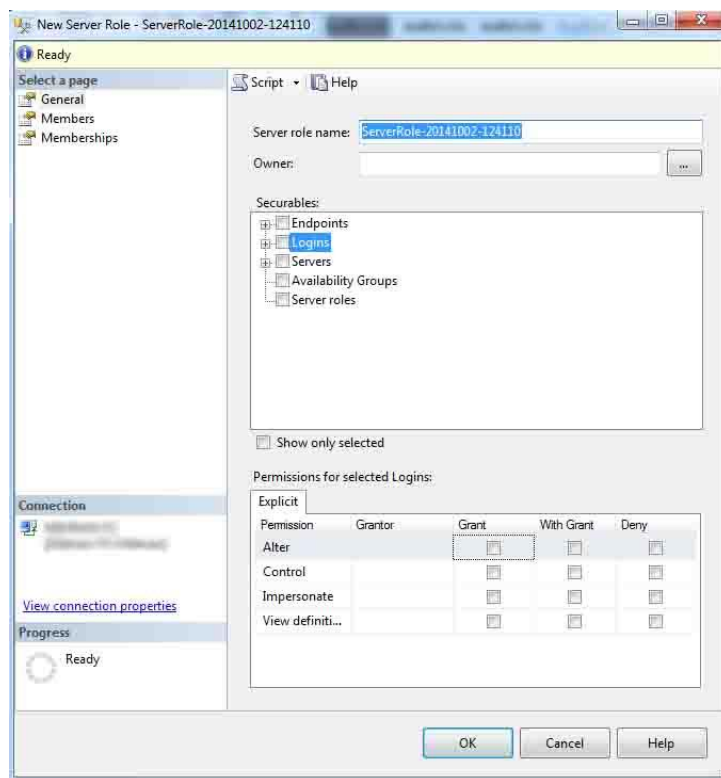 New Server Role - ServerRole-20141002-124110
Ready
Select a page
General
Members
Memberships
Script Help
Server role name: ServerRole-20141002-124110
Owner:
...
Securables:
Endpoints
Logins
Servers
Availability Groups
Server roles
Show only selected
Permissions for selected Logins:
Explicit
Permission Grantor Grant With Grant Deny
Alter
Control
Impersonate
View definiti...
Connection
View connection properties
Progress
Ready
OK Cancel Help